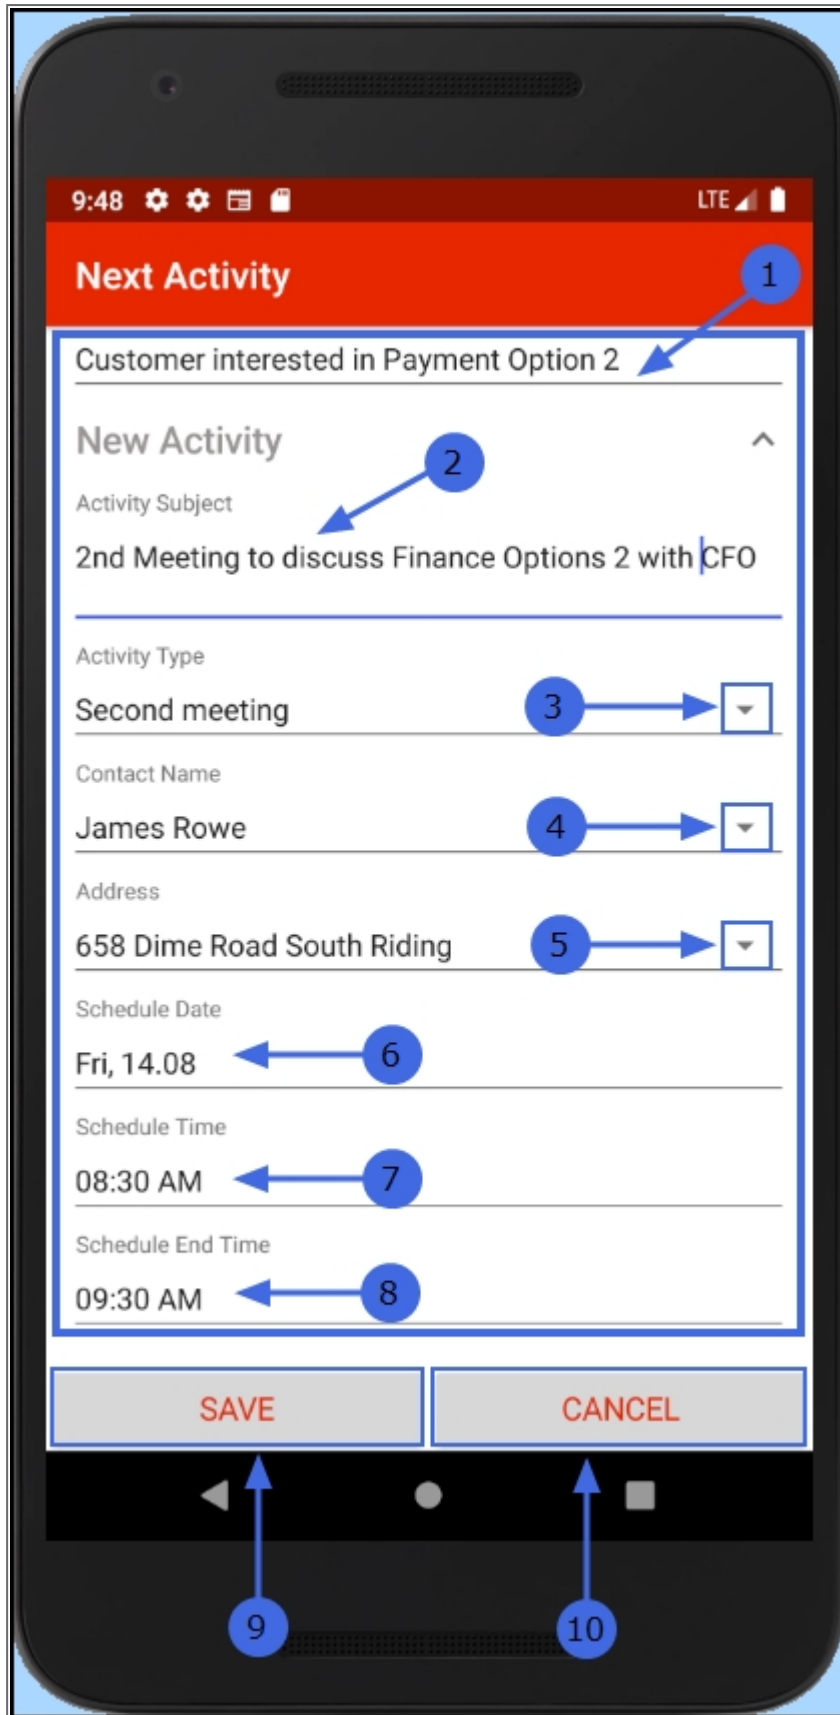 9:48 LTE
Next Activity
1
Customer interested in Payment Option 2
New Activity
2
Activity Subject
2nd Meeting to discuss Finance Options 2 with CFO
Activity Type
Second meeting
3
Contact Name
James Rowe
4
Address
658 Dime Road South Riding
5
Schedule Date
Fri, 14.08
6
Schedule Time
08:30 AM
7
Schedule End Time
09:30 AM
8
SAVE CANCEL
9 10